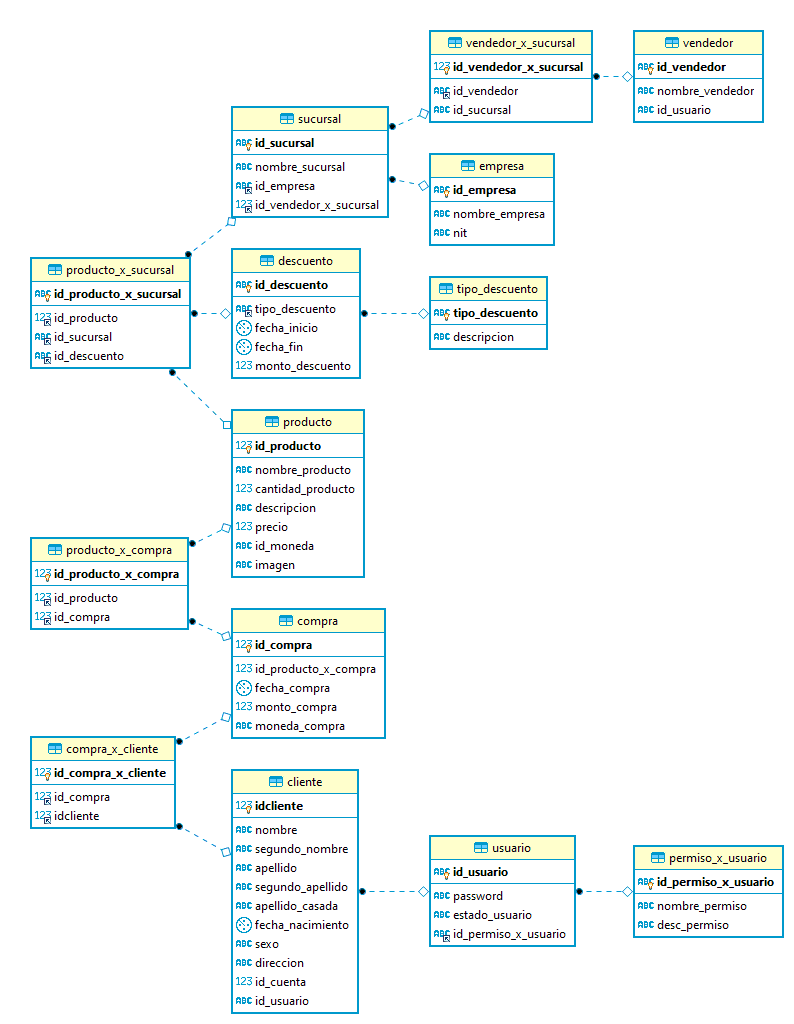 vendedor_x_sucursal
123 id_vendedor_x_sucursal
ABC id_vendedor
ABC id_sucursal
vendedor
ABC id_vendedor
ABC nombre_vendedor
ABC id_usuario
sucursal
ABC id_sucursal
ABC nombre_sucursal
ABC id_empresa
123 id_vendedor_x_sucursal
empresa
ABC id_empresa
ABC nombre_empresa
ABC nit
producto_x_sucursal
ABC id_producto_x_sucursal
123 id_producto
ABC id_sucursal
ABC id_descuento
descuento
ABC id_descuento
ABC tipo_descuento
fecha_inicio
fecha_fin
123 monto_descuento
tipo_descuento
ABC tipo_descuento
ABC descripcion
producto
123 id_producto
ABC nombre_producto
123 cantidad_producto
ABC descripcion
123 precio
ABC id_moneda
ABC imagen
producto_x_compra
123 id_producto_x_compra
123 id_producto
123 id_compra
compra
123 id_compra
123 id_producto_x_compra
fecha_compra
123 monto_compra
ABC moneda_compra
compra_x_cliente
123 id_compra_x_cliente
123 id_compra
123 idcliente
cliente
123 idcliente
ABC nombre
ABC segundo_nombre
ABC apellido
ABC segundo_apellido
ABC apellido_casada
fecha_nacimiento
ABC sexo
ABC direccion
123 id_cuenta
ABC id_usuario
usuario
ABC id_usuario
ABC password
ABC estado_usuario
ABC id_permiso_x_usuario
permiso_x_usuario
ABC id_permiso_x_usuario
ABC nombre_permiso
ABC desc_permiso